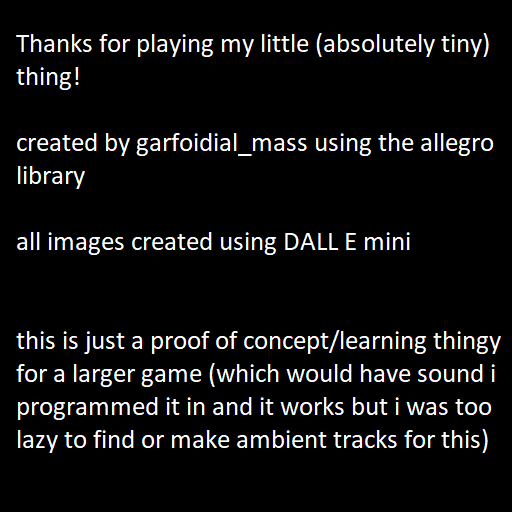 Thanks for playing my little (absolutely tiny)
thing!
created by garfoidial_mass using the allegro
library
all images created using DALL E mini
this is just a proof of concept/learning thingy
for a larger game (which would have sound i
programmed it in and it works but i was too
lazy to find or make ambient tracks for this)